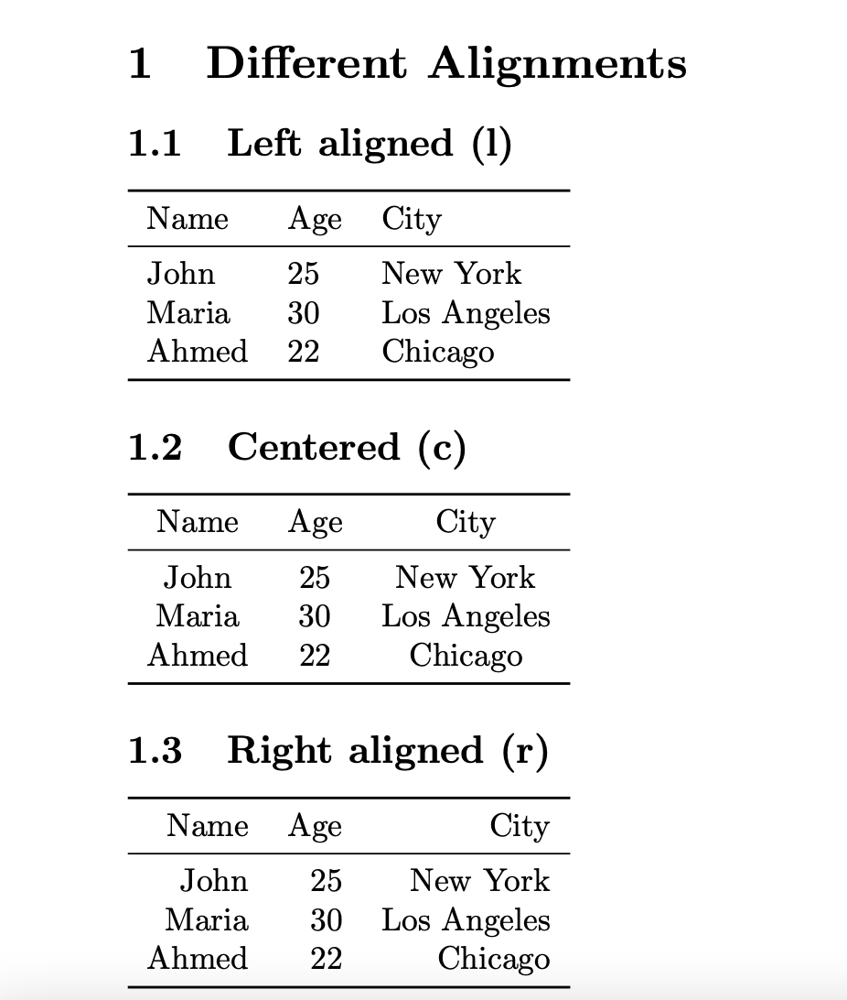 1 Different Alignments
1.1 Left aligned (l)
Name Age City
John 25 New York
Maria 30 Los Angeles
Ahmed 22 Chicago
1.2 Centered (c)
Name Age City
John 25 New York
Maria 30 Los Angeles
Ahmed 22 Chicago
1.3 Right aligned (r)
Name Age City
John 25 New York
Maria 30 Los Angeles
Ahmed 22 Chicago